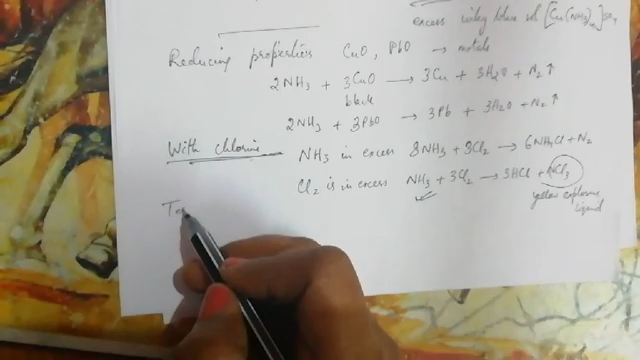 excess inky blue sol [Cu(NH3)4]SO4
Reducing properties CuO, PbO → metals
2NH3 + 3CuO → 3Cu + 3H2O + N2↑
black
2NH3 + 3PbO → 3Pb + 3H2O + N2↑
With chlorine NH3 in excess 8NH3 + 3Cl2 → 6NH4Cl + N2
Cl2 is in excess NH3 + 3Cl2 → 3HCl + NCl3
yellow explosive
liquid
Te